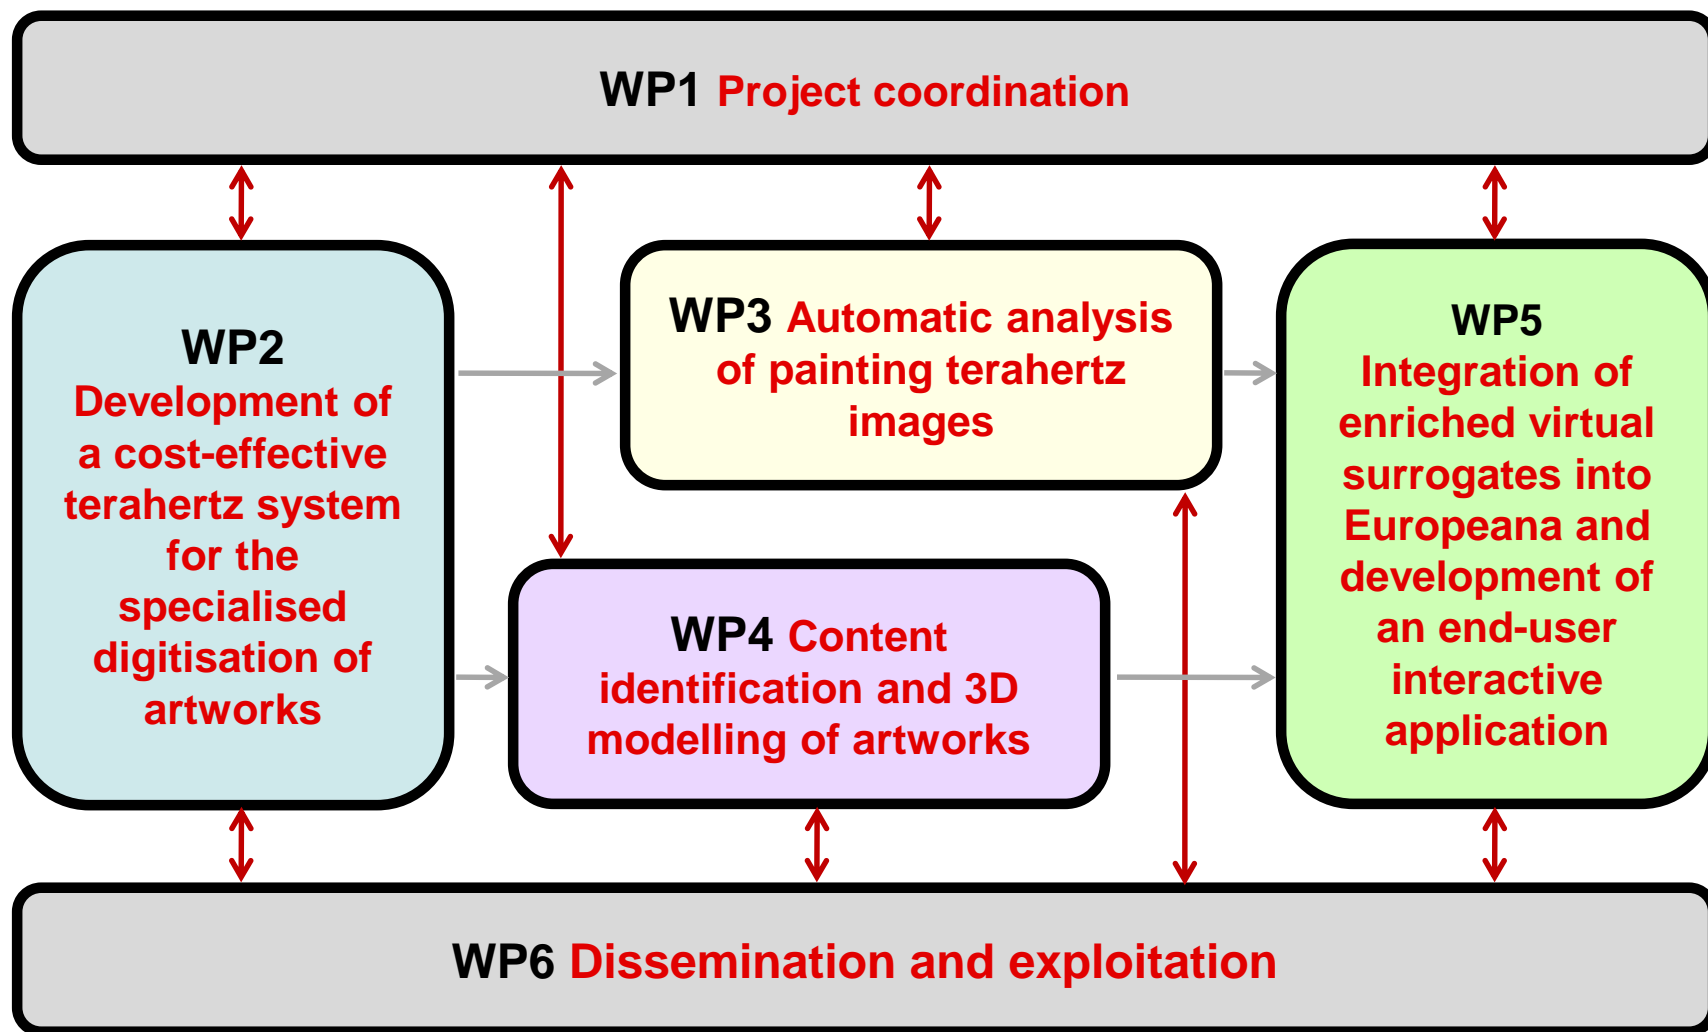 WP1 Project coordination
WP2
Development of
a cost-effective
terahertz system
for the
specialised
digitisation of
artworks
WP3 Automatic analysis
of painting terahertz
images
WP4 Content
identification and 3D
modelling of artworks
WP5
Integration of
enriched virtual
surrogates into
Europeana and
development of
an end-user
interactive
application
WP6 Dissemination and exploitation